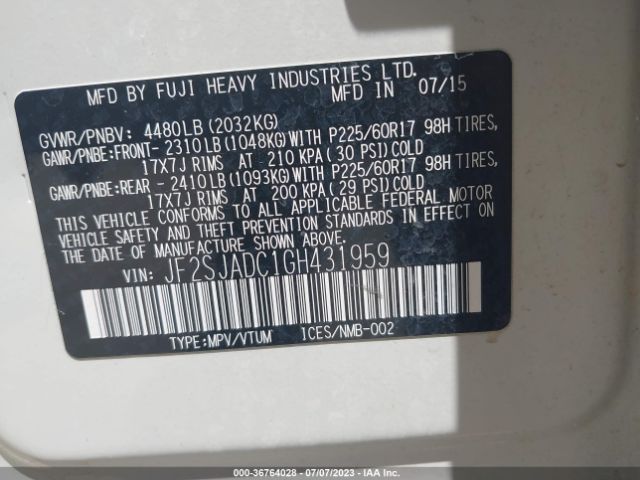 MFD BY FUJI HEAVY INDUSTRIES LTD.
MFD IN 07/15
GVWR/PNBV: 4480LB(2032KG)
GAWR/PNBE:FRONT- 2310LB(1048KG)WITH P225/60R17 98H TIRES,
17X7J RIMS AT 210 KPA(30 PSI)COLD
GAWR/PNBE:REAR - 2410LB(1093KG)WITH P225/60R17 98H TIRES,
17X7J RIMS AT 200 KPA(29 PSI)COLD
THIS VEHICLE CONFORMS TO ALL APPLICABLE FEDERAL MOTOR
VEHICLE SAFETY AND THEFT PREVENTION STANDARDS IN EFFECT ON
THE DATE OF MANUFACTURE SHOWN ABOVE.
VIN: JF2SJADC1GH431959
TYPE:MPV/VTUM ICES/NMB-002
000-36764028 - 07/07/2023 - © IAA Inc.